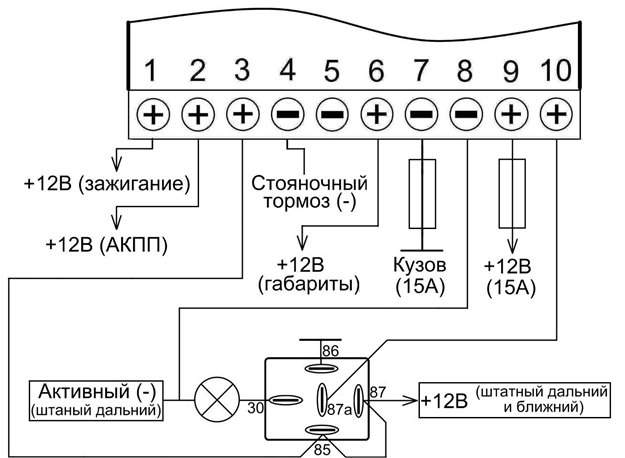 1 2 3 4 5 6 7 8 9 10
+ + + − − + − − + +
+12В (зажигание)
+12В (АКПП)
Стояночный
тормоз (-)
+12В
(габариты)
Кузов
(15А)
+12В
(15А)
86
Активный (-)
(штаный дальний)
30
87а
87
85
+12В (штатный дальний
и ближний)